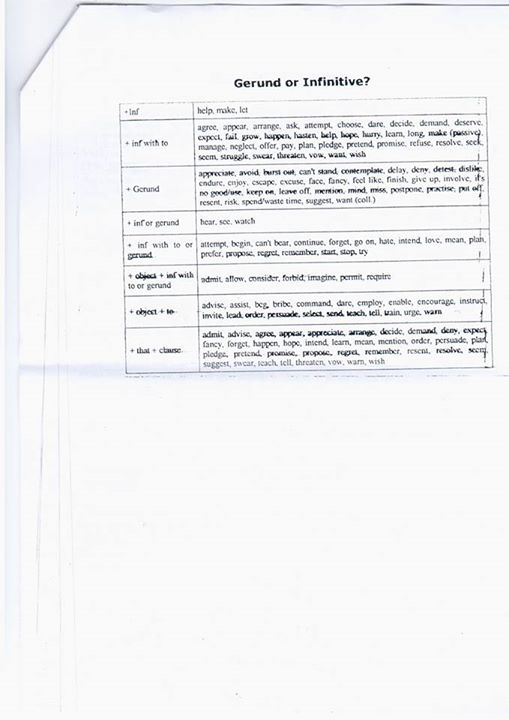 Gerund or Infinitive?
+Inf
help, make, let
+ inf with to
agree, appear, arrange, ask, attempt, choose, dare, decide, demand, deserve,
expect, fail, grow, happen, hasten, help, hope, hurry, learn, long, make (passive),
manage, neglect, offer, pay, plan, pledge, pretend, promise, refuse, resolve, seek,
seem, struggle, swear, threaten, vow, want, wish
+ Gerund
appreciate, avoid, burst out, can't stand, contemplate, delay, deny, detest, dislike,
endure, enjoy, escape, excuse, face, fancy, feel like, finish, give up, involve, it's
no good/use, keep on, leave off, mention, mind, miss, postpone, practise, put off,
resent, risk, spend/waste time, suggest, want (coll.)
+ inf or gerund
hear, see, watch
+ inf with to or
gerund
attempt, begin, can't bear, continue, forget, go on, hate, intend, love, mean, plan,
prefer, propose, regret, remember, start, stop, try
+ object + inf with
to or gerund
admit, allow, consider, forbid, imagine, permit, require
+ object + to
advise, assist, beg, bribe, command, dare, employ, enable, encourage, instruct,
invite, lead, order, persuade, select, send, teach, tell, train, urge, warn
+ that + clause
admit, advise, agree, appear, appreciate, arrange, decide, demand, deny, expect,
fancy, forget, happen, hope, intend, learn, mean, mention, order, persuade, plan,
pledge, pretend, promise, propose, regret, remember, resent, resolve, seem,
suggest, swear, teach, tell, threaten, vow, warn, wish